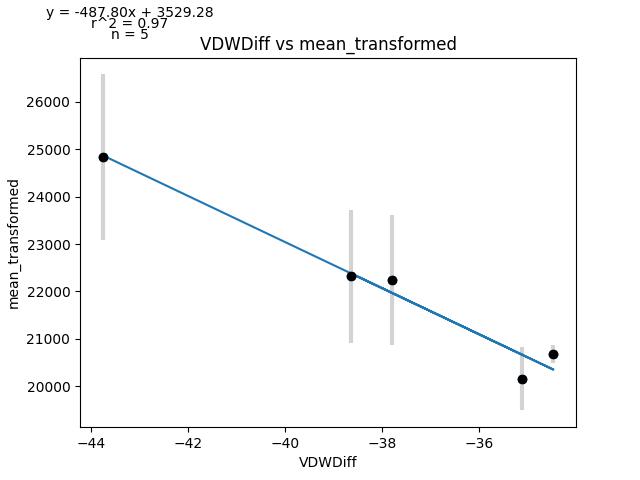 y = -487.80x + 3529.28
r^2 = 0.97
n = 5
VDWDiff vs mean_transformed
26000
25000
24000
23000
22000
21000
20000
mean_transformed
−44
−42
−40
−38
−36
VDWDiff